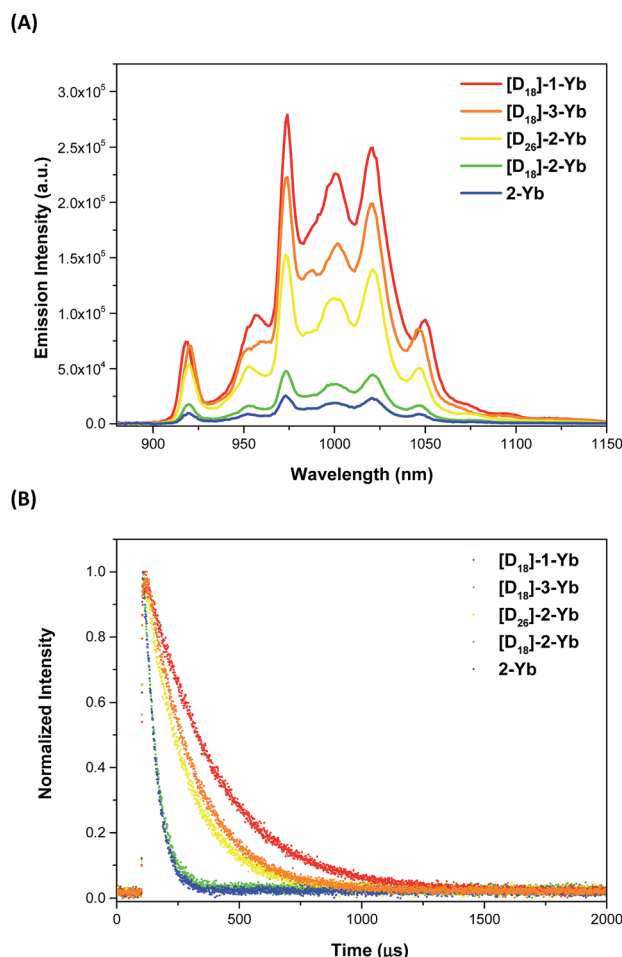 (A)
[D₁₈]-1-Yb
[D₁₈]-3-Yb
[D₂₆]-2-Yb
[D₁₈]-2-Yb
2-Yb
3.0x10⁵
2.5x10⁵
2.0x10⁵
1.5x10⁵
1.0x10⁵
5.0x10⁴
0.0
Emission Intensity (a.u.)
900 950 1000 1050 1100 1150
Wavelength (nm)
(B)
[D₁₈]-1-Yb
[D₁₈]-3-Yb
[D₂₆]-2-Yb
[D₁₈]-2-Yb
2-Yb
1.0
0.8
0.6
0.4
0.2
0.0
Normalized Intensity
0 500 1000 1500 2000
Time (μs)